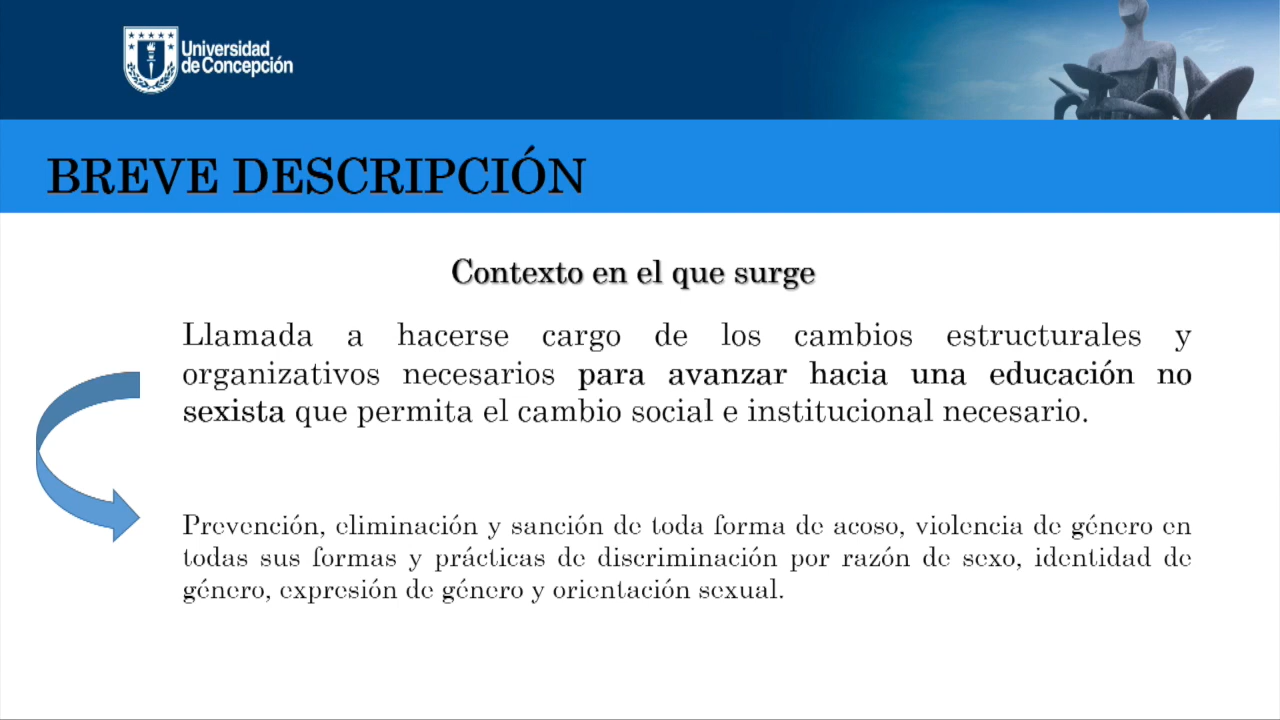 Universidad
de Concepción
BREVE DESCRIPCIÓN
Contexto en el que surge
Llamada a hacerse cargo de los cambios estructurales y
organizativos necesarios para avanzar hacia una educación no
sexista que permita el cambio social e institucional necesario.
Prevención, eliminación y sanción de toda forma de acoso, violencia de género en
todas sus formas y prácticas de discriminación por razón de sexo, identidad de
género, expresión de género y orientación sexual.